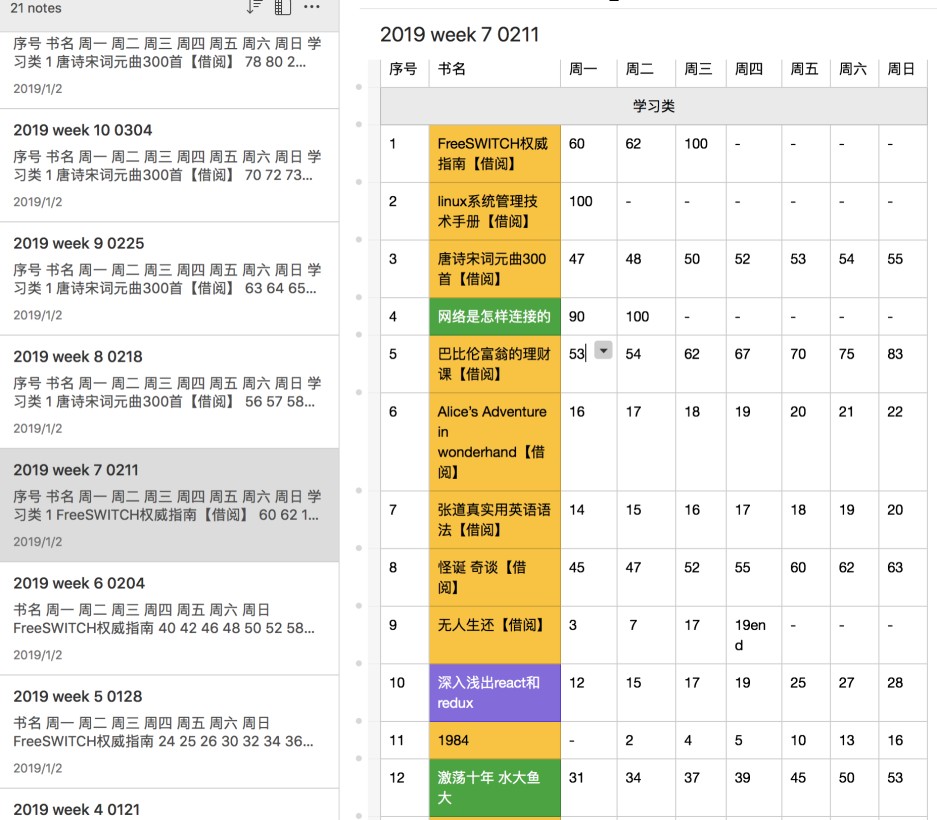 21 notes
序号 书名 周一 周二 周三 周四 周五 周六 周日 学
习类 1 唐诗宋词元曲300首【借阅】 78 80 2...
2019/1/2
2019 week 10 0304
序号 书名 周一 周二 周三 周四 周五 周六 周日 学
习类 1 唐诗宋词元曲300首【借阅】 70 72 73...
2019/1/2
2019 week 9 0225
序号 书名 周一 周二 周三 周四 周五 周六 周日 学
习类 1 唐诗宋词元曲300首【借阅】 63 64 65...
2019/1/2
2019 week 8 0218
序号 书名 周一 周二 周三 周四 周五 周六 周日 学
习类 1 唐诗宋词元曲300首【借阅】 56 57 58...
2019/1/2
2019 week 7 0211
序号 书名 周一 周二 周三 周四 周五 周六 周日 学
习类 1 FreeSWITCH权威指南【借阅】 60 62 1...
2019/1/2
2019 week 6 0204
书名 周一 周二 周三 周四 周五 周六 周日
FreeSWITCH权威指南 40 42 46 48 50 52 58...
2019/1/2
2019 week 5 0128
书名 周一 周二 周三 周四 周五 周六 周日
FreeSWITCH权威指南 24 25 26 30 32 34 36...
2019/1/2
2019 week 4 0121
2019 week 7 0211
序号 书名 周一 周二 周三 周四 周五 周六 周日
学习类
1 FreeSWITCH权威 60 62 100 - - - -
指南【借阅】
2 linux系统管理技 100 - - - - - -
术手册【借阅】
3 唐诗宋词元曲300 47 48 50 52 53 54 55
首【借阅】
4 网络是怎样连接的 90 100 - - - - -
5 巴比伦富翁的理财 53 54 62 67 70 75 83
课【借阅】
6 Alice's Adventure 16 17 18 19 20 21 22
in
wonderhand【借
阅】
7 张道真实用英语语 14 15 16 17 18 19 20
法【借阅】
8 怪诞 奇谈【借 45 47 52 55 60 62 63
阅】
9 无人生还【借阅】 3 7 17 19en - - -
d
10 深入浅出react和 12 15 17 19 25 27 28
redux
11 1984 - 2 4 5 10 13 16
12 激荡十年 水大鱼 31 34 37 39 45 50 53
大